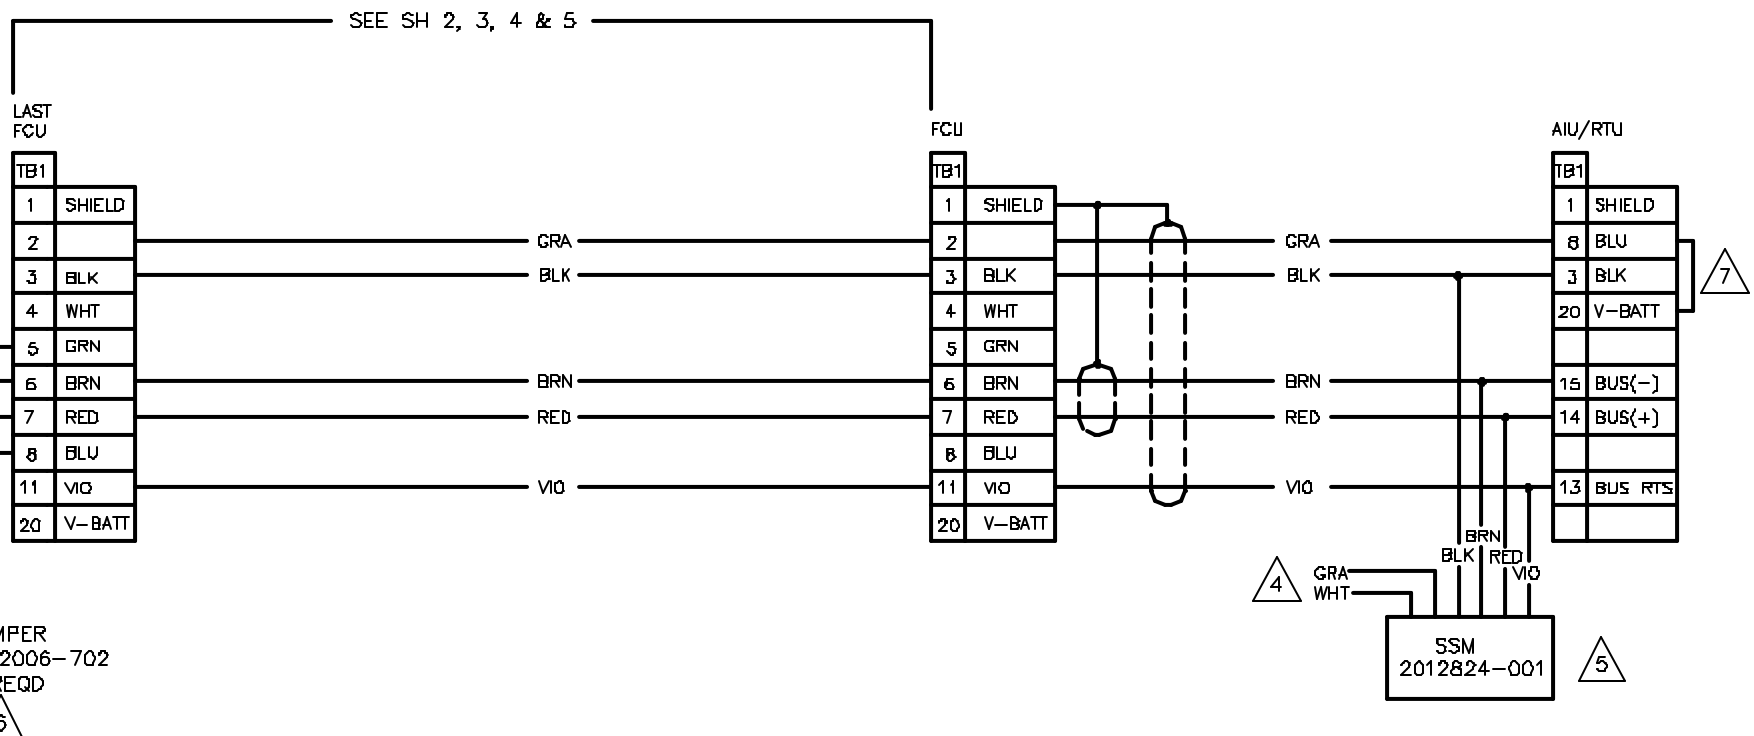 SEE SH 2, 3, 4 & 5
LAST
FCU
TB1
1 SHIELD
2
3 BLK
4 WHT
5 GRN
6 BRN
7 RED
8 BLU
11 VIO
20 V-BATT
GRA
BLK
BRN
RED
VIO
FCU
TB1
1 SHIELD
2
3 BLK
4 WHT
5 GRN
6 BRN
7 RED
8 BLU
11 VIO
20 V-BATT
GRA
BLK
BRN
RED
VIO
AIU/RTU
TB1
1 SHIELD
8 BLU
3 BLK
20 V-BATT
15 BUS(-)
14 BUS(+)
13 BUS RTS
7
BRN
BLK RED
VIO
4
GRA
WHT
SSM
2012824-001
5
MPER
2006-702
REQD
6